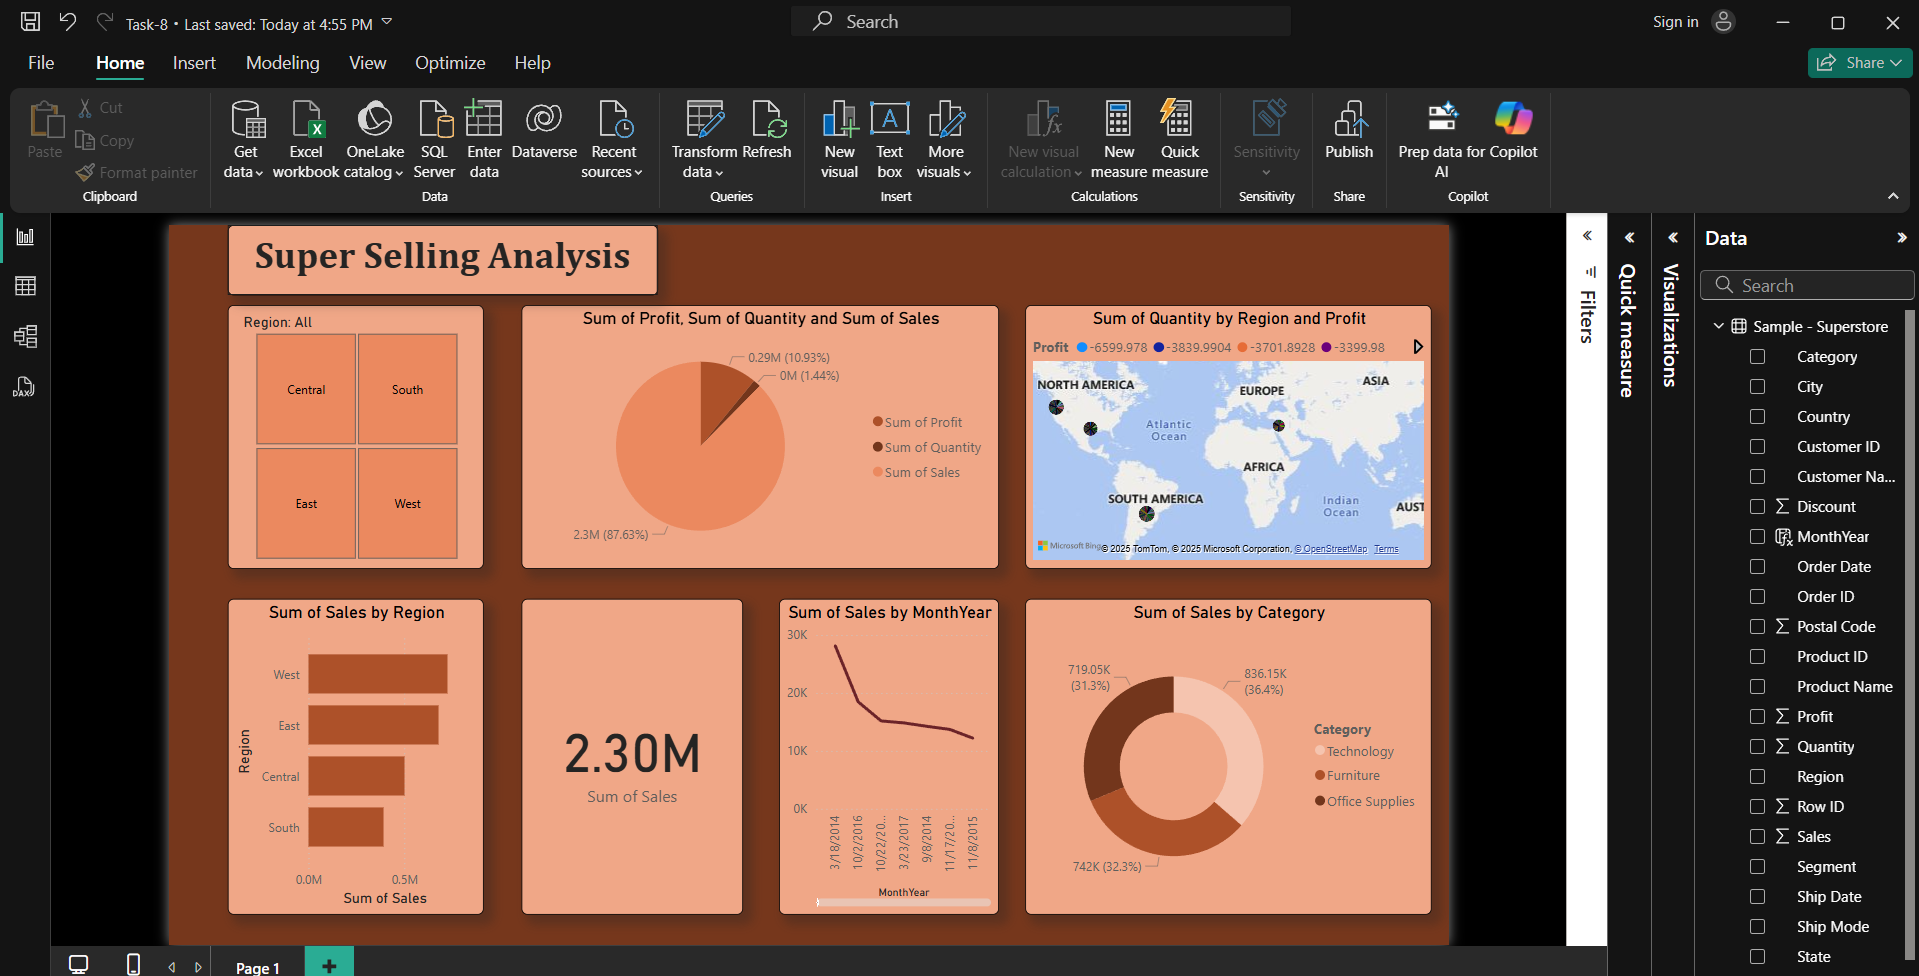 Task-8 • Last saved: Today at 4:55 PM
Search
Sign in
File
Home
Insert
Modeling
View
Optimize
Help
Share
Paste
Cut
Copy
Format painter
Clipboard
Get data
Excel workbook
OneLake catalog
SQL Server
Enter data
Dataverse
Recent sources
Data
Transform data
Refresh
Queries
New visual
Text box
More visuals
Insert
New visual calculation
New measure
Quick measure
Calculations
Sensitivity
Sensitivity
Publish
Share
Prep data for AI
Copilot
Copilot
DAX
Super Selling Analysis
Region: All
Central
South
East
West
Sum of Profit, Sum of Quantity and Sum of Sales
0.29M (10.93%)
0M (1.44%)
2.3M (87.63%)
Sum of Profit
Sum of Quantity
Sum of Sales
Sum of Quantity by Region and Profit
Profit -6599.978 -3839.9904 -3701.8928 -3399.98
NORTH AMERICA
EUROPE
ASIA
Atlantic Ocean
AFRICA
SOUTH AMERICA
Indian Ocean
AUST
Microsoft Bing
© 2025 TomTom, © 2025 Microsoft Corporation, © OpenStreetMap Terms
Sum of Sales by Region
Region
West
East
Central
South
0.0M
0.5M
Sum of Sales
2.30M
Sum of Sales
Sum of Sales by MonthYear
30K
20K
10K
0K
3/18/2014
10/2/2016
10/22/20...
3/23/2017
9/8/2014
11/17/20...
11/8/2015
MonthYear
Sum of Sales by Category
719.05K (31.3%)
836.15K (36.4%)
742K (32.3%)
Category
Technology
Furniture
Office Supplies
Filters
Quick measure
Visualizations
Data
Search
Sample - Superstore
Category
City
Country
Customer ID
Customer Na...
Discount
MonthYear
Order Date
Order ID
Postal Code
Product ID
Product Name
Profit
Quantity
Region
Row ID
Sales
Segment
Ship Date
Ship Mode
State
Page 1